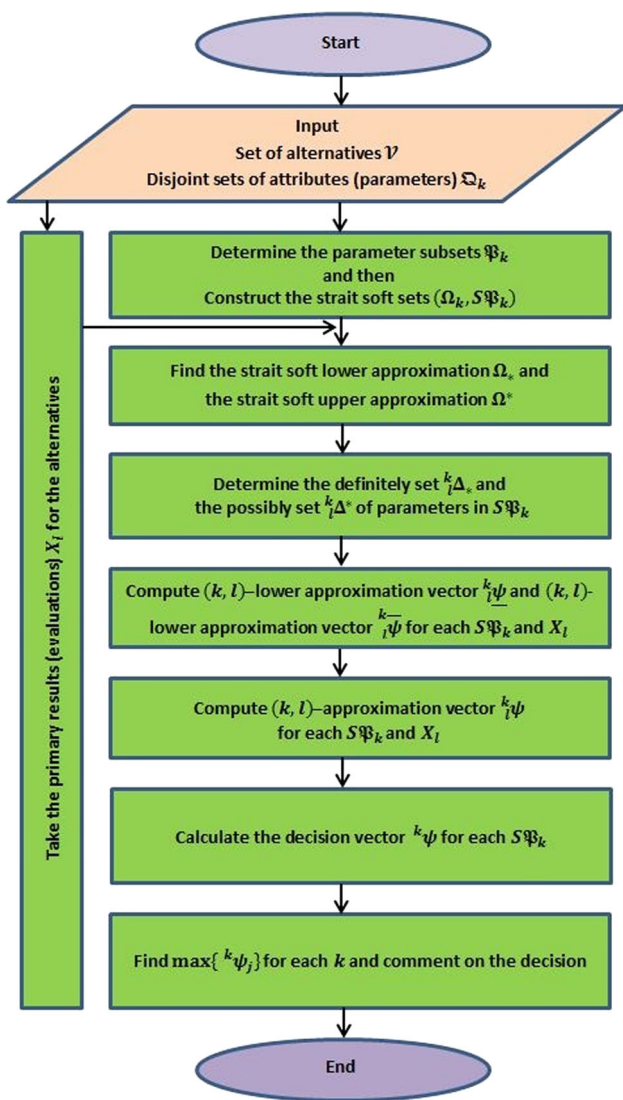 Start
Input
Set of alternatives 𝒱
Disjoint sets of attributes (parameters) 𝔔ₖ
Take the primary results (evaluations) Xₗ for the alternatives
Determine the parameter subsets 𝔓ₖ
and then
Construct the strait soft sets (Ωₖ, S𝔓ₖ)
Find the strait soft lower approximation Ω₍*₎ and
the strait soft upper approximation Ω*
Determine the definitely set ᵏₗΔ₍*₎ and
the possibly set ᵏₗΔ* of parameters in S𝔓ₖ
Compute (k, l)–lower approximation vector ᵏₗψ̲ and (k, l)-
lower approximation vector ᵏₗψ̅ for each S𝔓ₖ and Xₗ
Compute (k, l)–approximation vector ᵏₗψ
for each S𝔓ₖ and Xₗ
Calculate the decision vector ᵏψ for each S𝔓ₖ
Find max{ ᵏψⱼ} for each k and comment on the decision
End